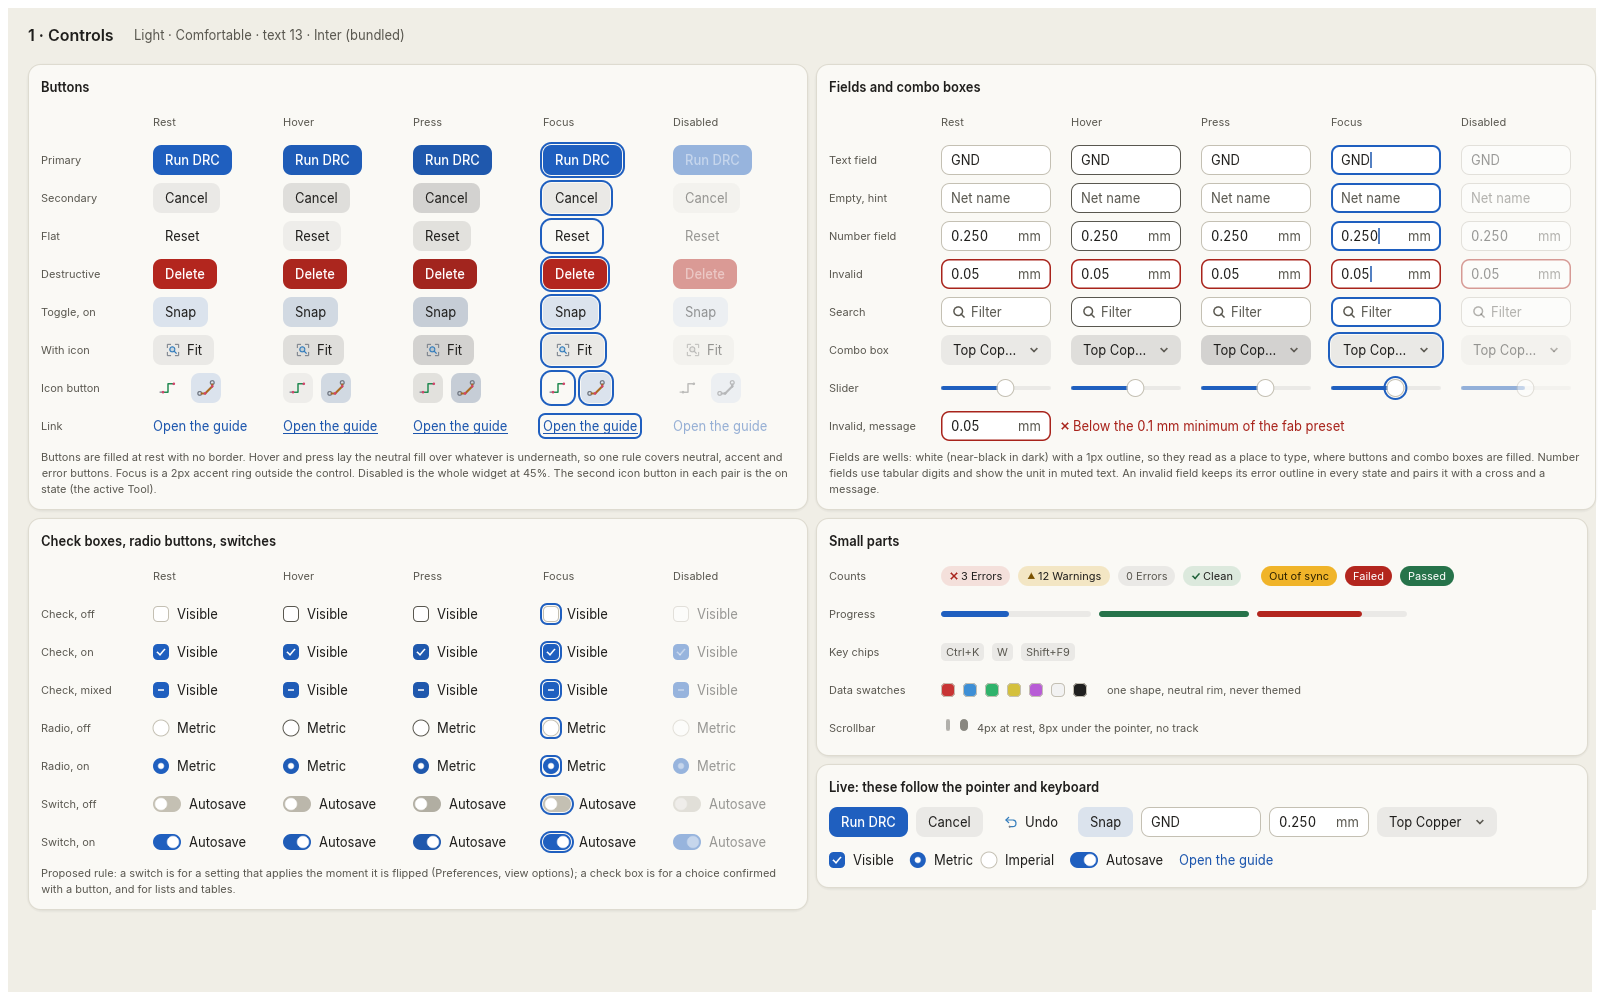 1 · Controls Light · Comfortable · text 13 · Inter (bundled)
Buttons
Rest Hover Press Focus Disabled
Primary Run DRC Run DRC Run DRC Run DRC Run DRC
Secondary Cancel Cancel Cancel Cancel Cancel
Flat Reset Reset Reset Reset Reset
Destructive Delete Delete Delete Delete Delete
Toggle, on Snap Snap Snap Snap Snap
With icon Fit Fit Fit Fit Fit
Icon button
Link Open the guide Open the guide Open the guide Open the guide Open the guide
Buttons are filled at rest with no border. Hover and press lay the neutral fill over whatever is underneath, so one rule covers neutral, accent and
error buttons. Focus is a 2px accent ring outside the control. Disabled is the whole widget at 45%. The second icon button in each pair is the on
state (the active Tool).
Fields and combo boxes
Rest Hover Press Focus Disabled
Text field GND GND GND GND GND
Empty, hint Net name Net name Net name Net name Net name
Number field 0.250 mm 0.250 mm 0.250 mm 0.250 mm 0.250 mm
Invalid 0.05 mm 0.05 mm 0.05 mm 0.05 mm 0.05 mm
Search Filter Filter Filter Filter Filter
Combo box Top Cop... Top Cop... Top Cop... Top Cop... Top Cop...
Slider
Invalid, message 0.05 mm × Below the 0.1 mm minimum of the fab preset
Fields are wells: white (near-black in dark) with a 1px outline, so they read as a place to type, where buttons and combo boxes are filled. Number
fields use tabular digits and show the unit in muted text. An invalid field keeps its error outline in every state and pairs it with a cross and a
message.
Check boxes, radio buttons, switches
Rest Hover Press Focus Disabled
Check, off Visible Visible Visible Visible Visible
Check, on Visible Visible Visible Visible Visible
Check, mixed Visible Visible Visible Visible Visible
Radio, off Metric Metric Metric Metric Metric
Radio, on Metric Metric Metric Metric Metric
Switch, off Autosave Autosave Autosave Autosave Autosave
Switch, on Autosave Autosave Autosave Autosave Autosave
Proposed rule: a switch is for a setting that applies the moment it is flipped (Preferences, view options); a check box is for a choice confirmed
with a button, and for lists and tables.
Small parts
Counts 3 Errors 12 Warnings 0 Errors Clean Out of sync Failed Passed
Progress
Key chips Ctrl+K W Shift+F9
Data swatches one shape, neutral rim, never themed
Scrollbar 4px at rest, 8px under the pointer, no track
Live: these follow the pointer and keyboard
Run DRC Cancel Undo Snap GND 0.250 mm Top Copper
Visible Metric Imperial Autosave Open the guide